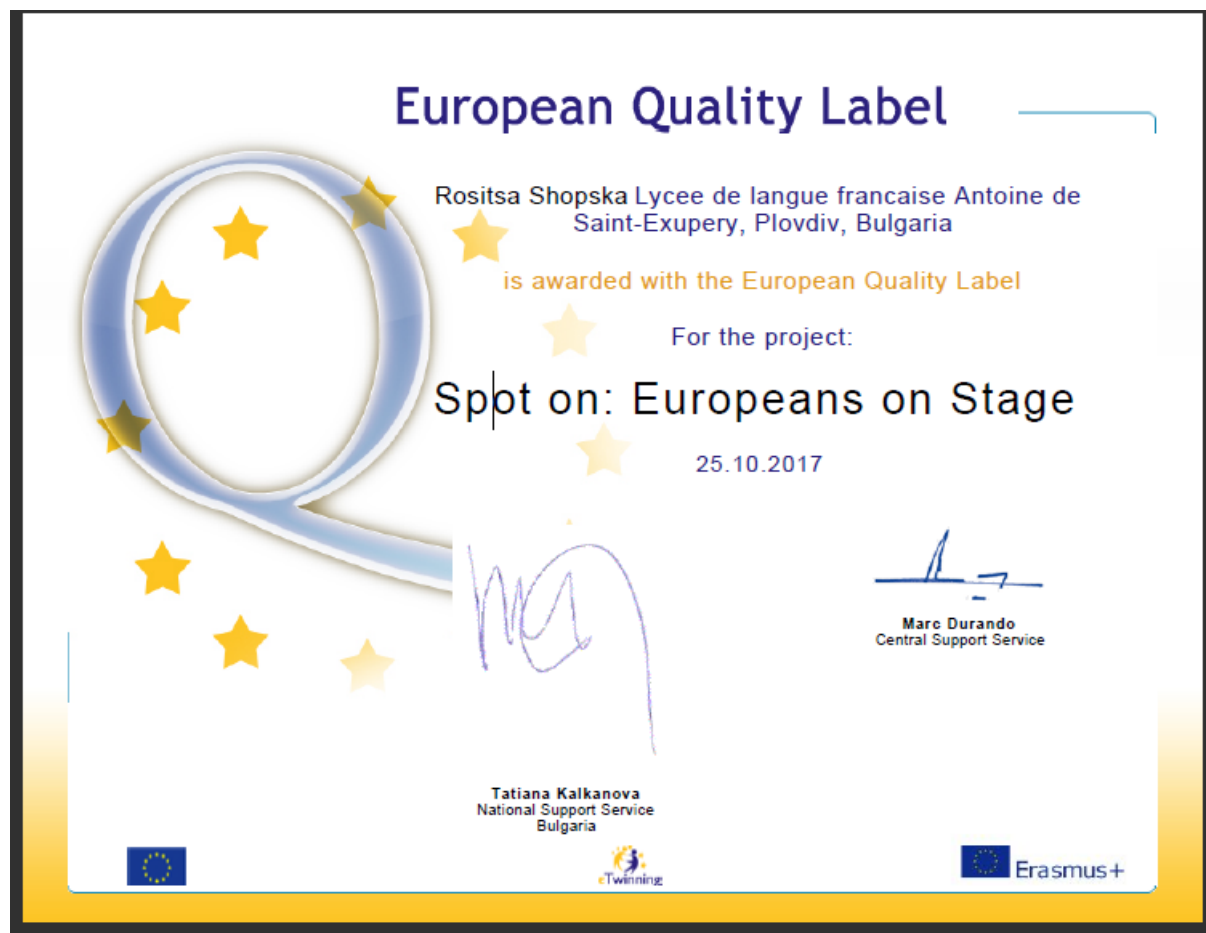 European Quality Label
Rositsa Shopska Lycee de langue francaise Antoine de
Saint-Exupery, Plovdiv, Bulgaria
is awarded with the European Quality Label
For the project:
Spot on: Europeans on Stage
25.10.2017
Marc Durando
Central Support Service
Tatiana Kalkanova
National Support Service
Bulgaria
eTwinning
Erasmus+